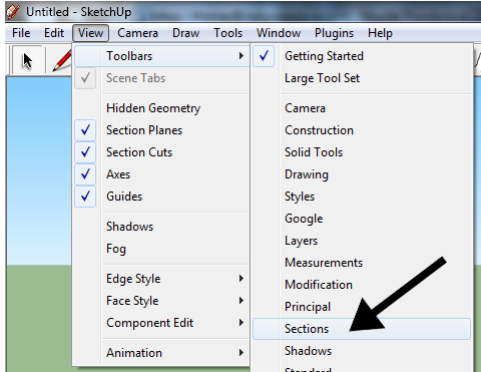 Untitled - SketchUp
File Edit View Camera Draw Tools Window Plugins Help
Toolbars
Scene Tabs
Hidden Geometry
Section Planes
Section Cuts
Axes
Guides
Shadows
Fog
Edge Style
Face Style
Component Edit
Animation
Getting Started
Large Tool Set
Camera
Construction
Solid Tools
Drawing
Styles
Google
Layers
Measurements
Modification
Principal
Sections
Shadows
Standard